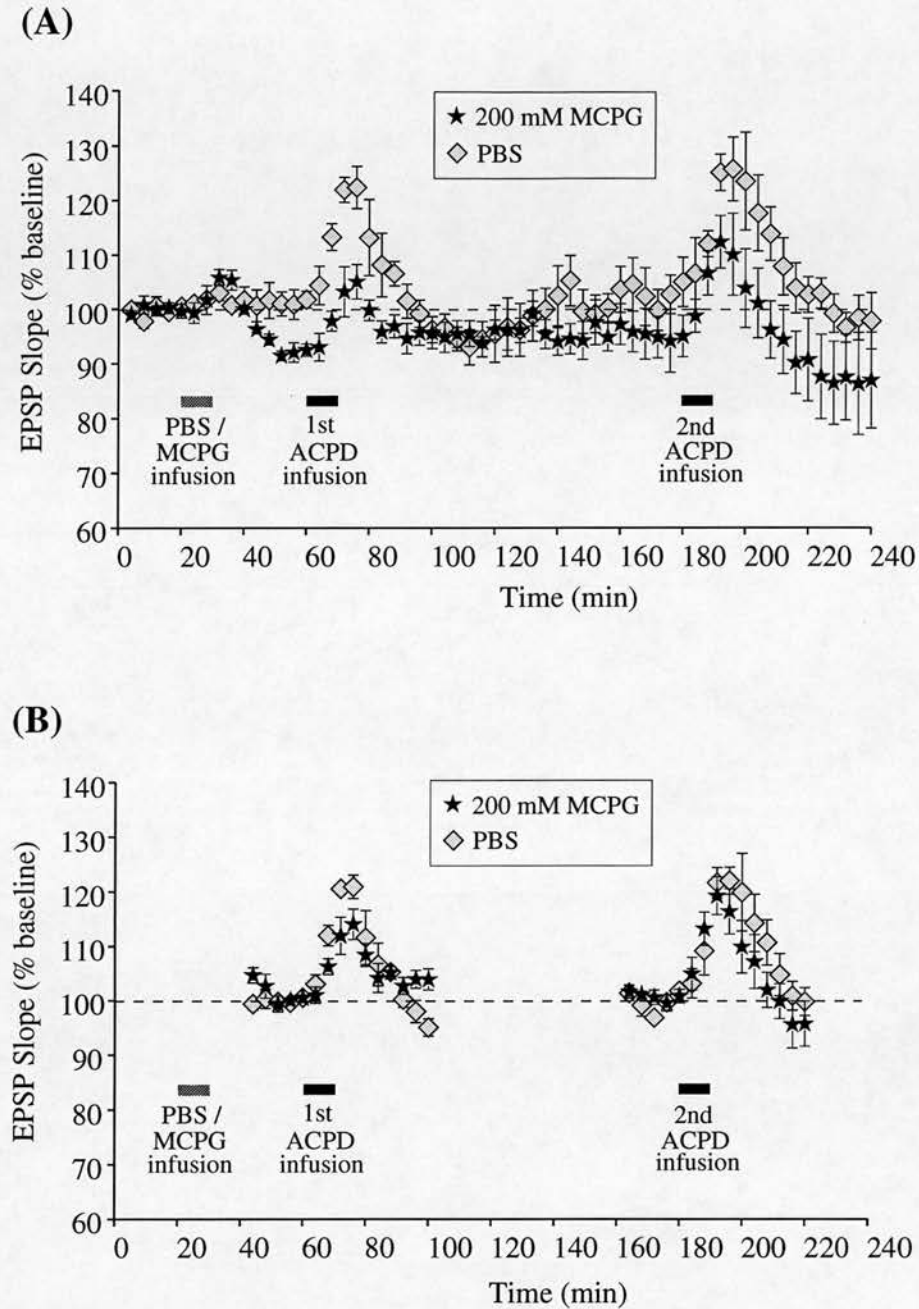 (A)
140
130
120
110
100
90
80
70
60
EPSP Slope (% baseline)
200 mM MCPG
PBS
PBS /
MCPG
infusion
1st
ACPD
infusion
2nd
ACPD
infusion
0 20 40 60 80 100 120 140 160 180 200 220 240
Time (min)
(B)
140
130
120
110
100
90
80
70
60
EPSP Slope (% baseline)
200 mM MCPG
PBS
PBS /
MCPG
infusion
1st
ACPD
infusion
2nd
ACPD
infusion
0 20 40 60 80 100 120 140 160 180 200 220 240
Time (min)